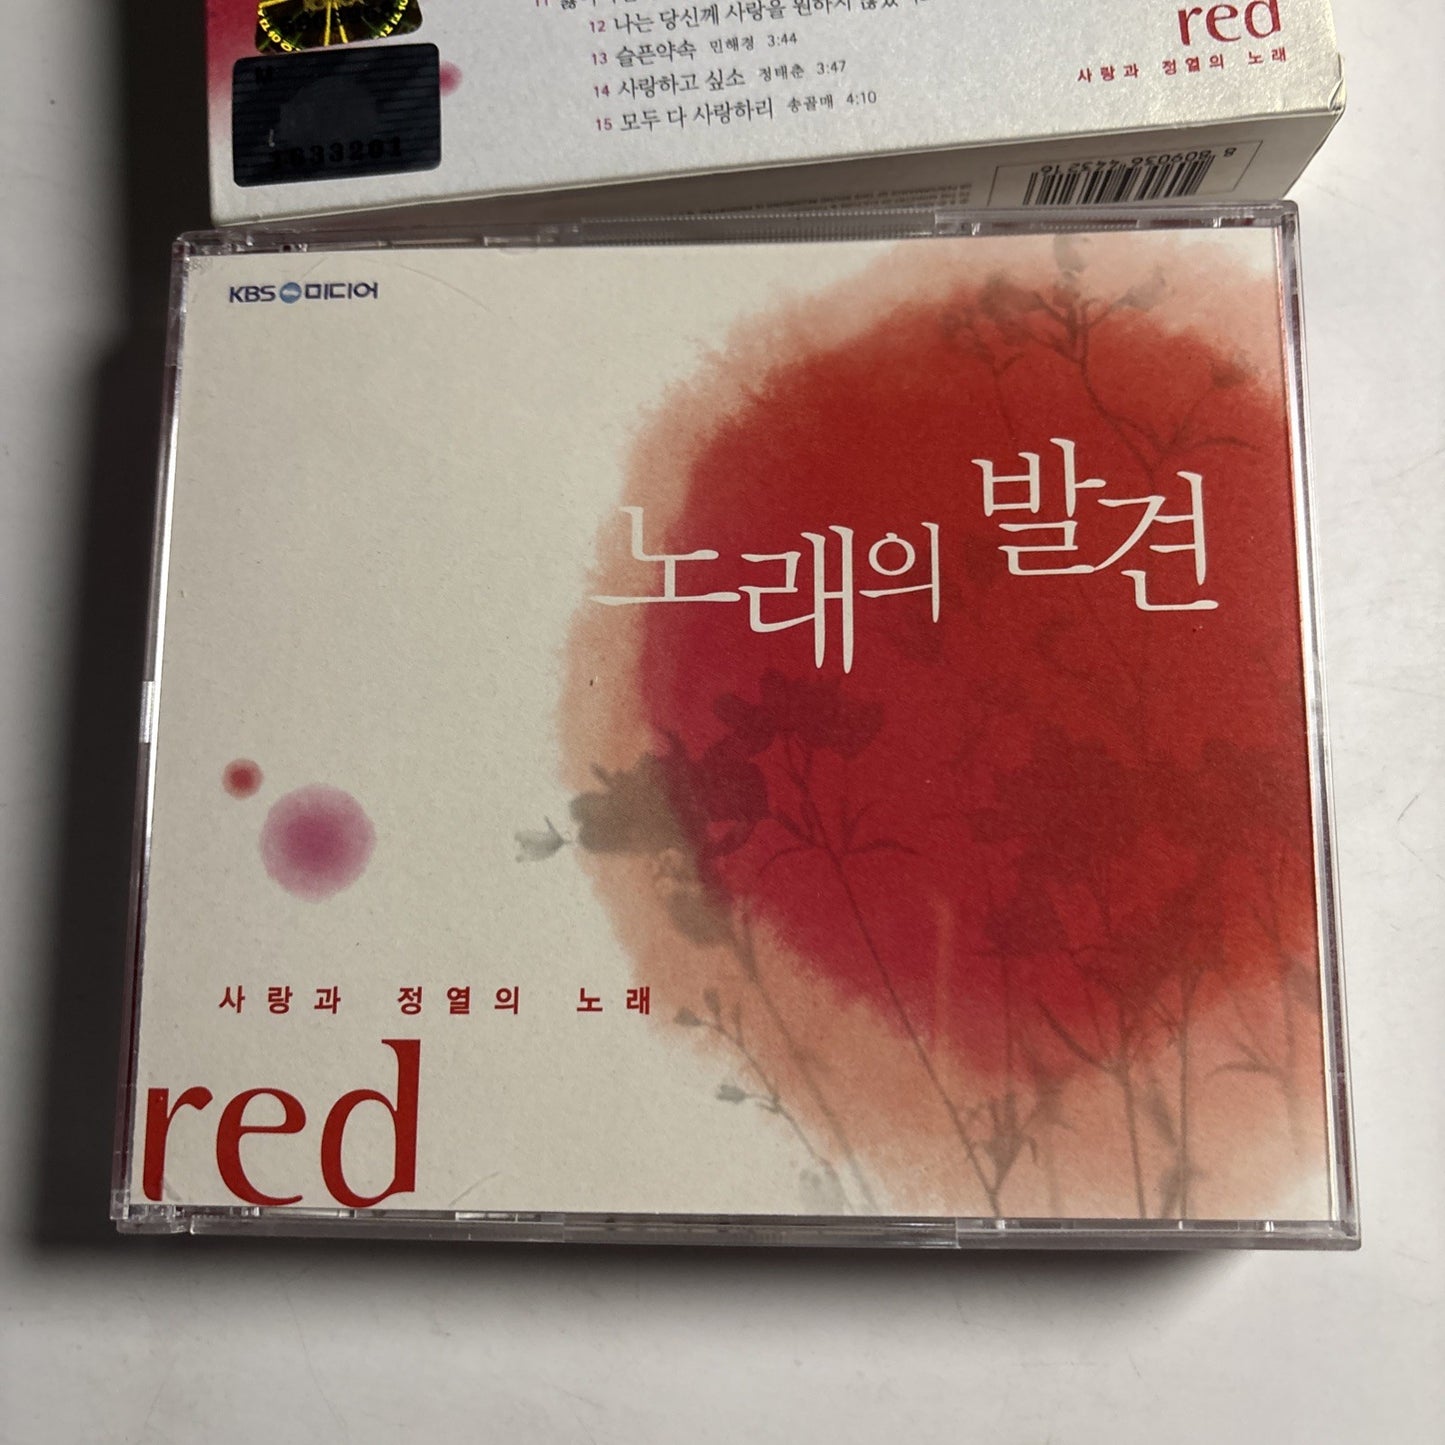 12 나는 당신께 사랑을 원하지 않았
13 슬픈약속 민해경 3:44
14 사랑하고 싶소 정태춘 3:47
15 모두 다 사랑하리 송골매 4:10
red
사랑과 정열의 노래
1633201
8 809036 443216
KBS 미디어
노래의 발견
사랑과 정열의 노래
red